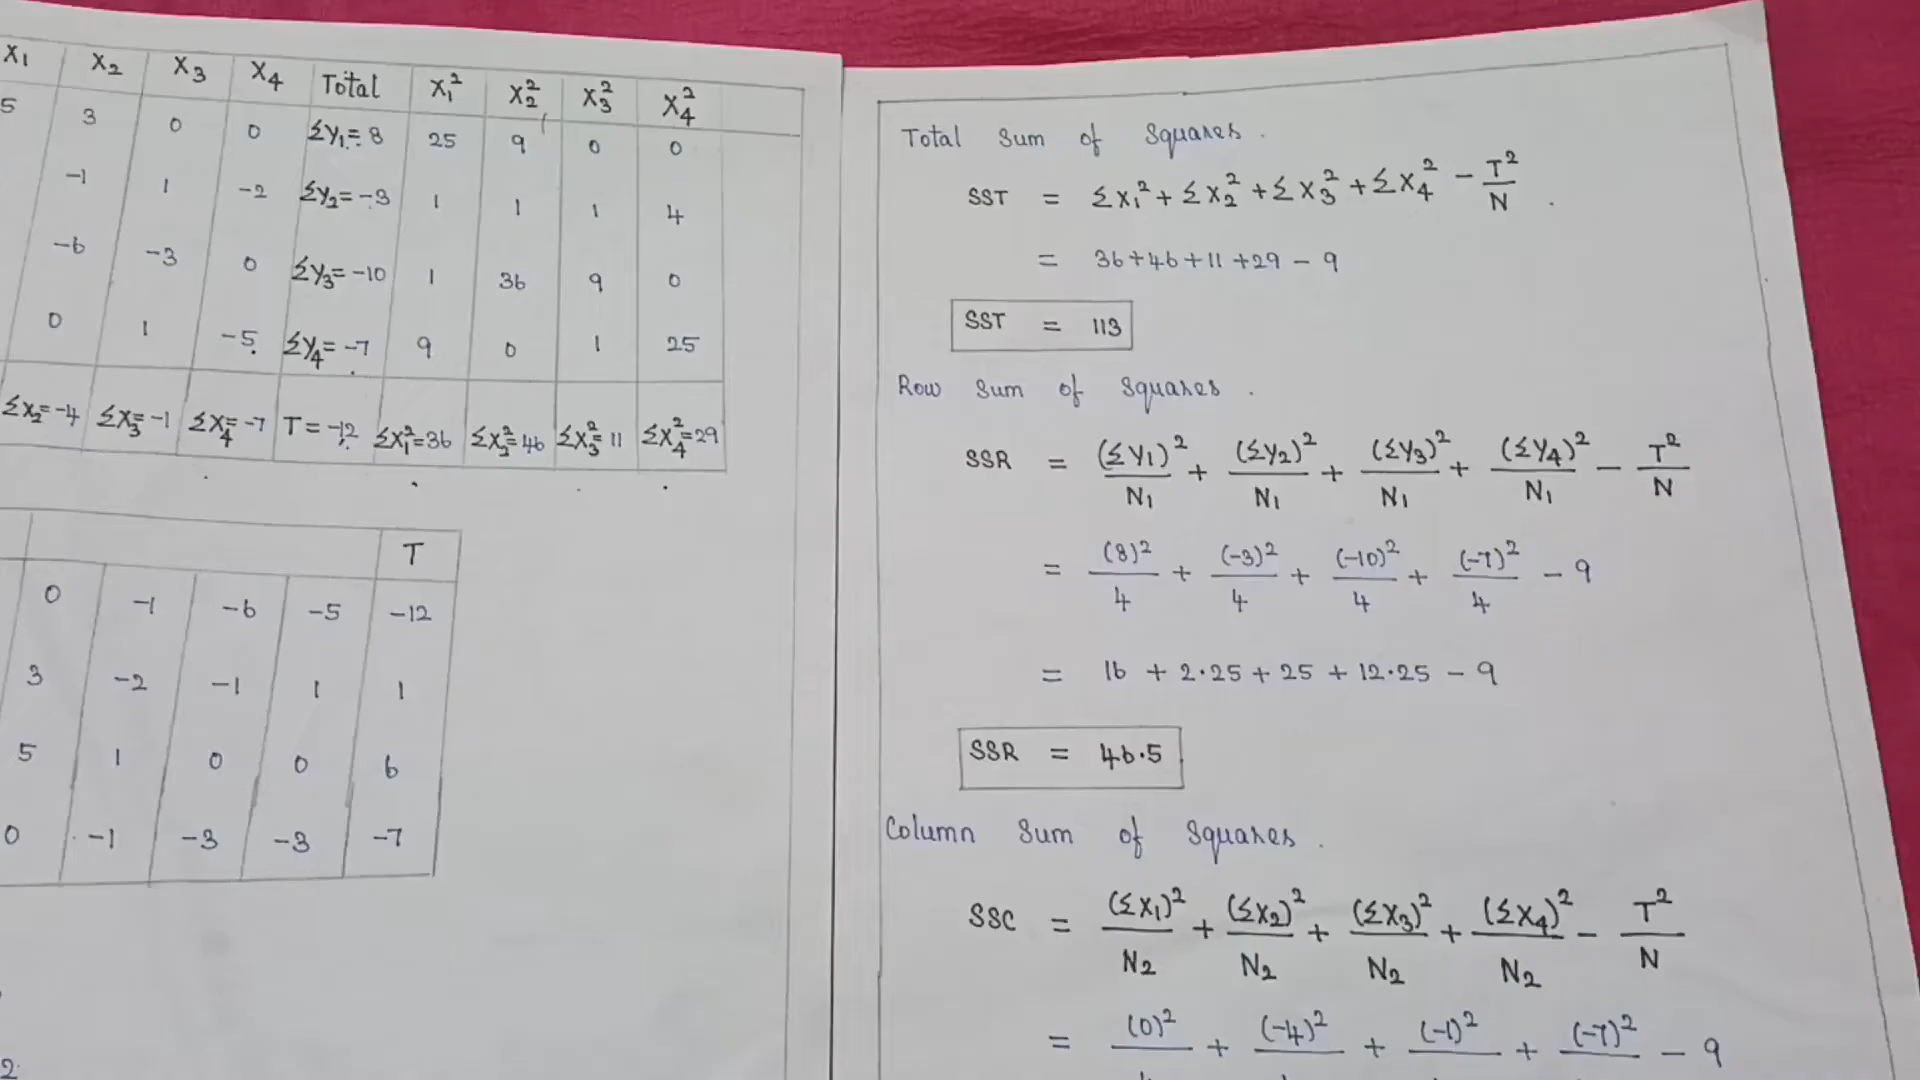 X1 X2 X3 X4 Total X1² X2² X3² X4²
5 3 0 0 ΣY1= 8 25 9 0 0
-1 1 -2 ΣY2= -3 1 1 1 4
-6 -3 0 ΣY3= -10 1 36 9 0
0 1 -5 ΣY4= -7 9 0 1 25
ΣX2= -4 ΣX3= -1 ΣX4= -7 T= -12 ΣX1²=36 ΣX2²=46 ΣX3²=11 ΣX4²=29
T
0 -1 -6 -5 -12
3 -2 -1 1 1
5 1 0 0 6
0 -1 -3 -3 -7
2
Total Sum of Squares.
SST = ΣX1² + ΣX2² + ΣX3² + ΣX4² - T²/N.
= 36+46+11+29-9
SST = 113
Row Sum of Squares.
SSR = (ΣY1)²/N1 + (ΣY2)²/N1 + (ΣY3)²/N1 + (ΣY4)²/N1 - T²/N
= (8)²/4 + (-3)²/4 + (-10)²/4 + (-7)²/4 - 9
= 16 + 2.25 + 25 + 12.25 - 9
SSR = 46.5
Column Sum of Squares.
SSC = (ΣX1)²/N2 + (ΣX2)²/N2 + (ΣX3)²/N2 + (ΣX4)²/N2 - T²/N
= (0)² + (-4)² + (-1)² + (-7)² - 9